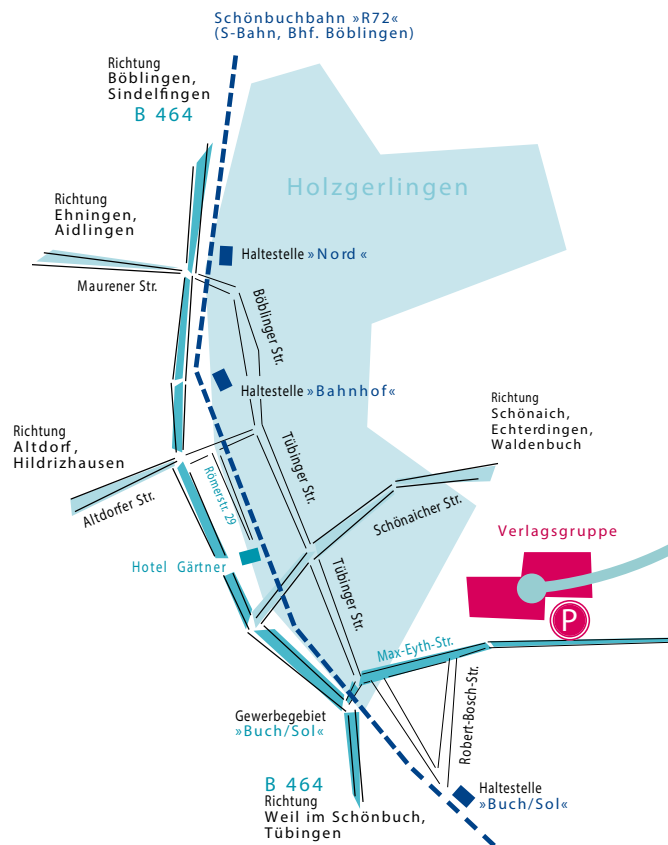 Schönbuchbahn »R72«
(S-Bahn, Bhf. Böblingen)
Richtung
Böblingen,
Sindelfingen
B 464
Holzgerlingen
Richtung
Ehningen,
Aidlingen
Maurener Str.
Haltestelle »Nord«
Böblinger Str.
Haltestelle »Bahnhof«
Richtung
Schönaich,
Echterdingen,
Waldenbuch
Richtung
Altdorf,
Hildrizhausen
Altdorfer Str.
Römerstr. 29
Tübinger Str.
Schönaicher Str.
Verlagsgruppe
Hotel Gärtner
Tübinger Str.
P
Max-Eyth-Str.
Robert-Bosch-Str.
Gewerbegebiet
»Buch/Sol«
B 464
Richtung
Weil im Schönbuch,
Tübingen
Haltestelle
»Buch/Sol«